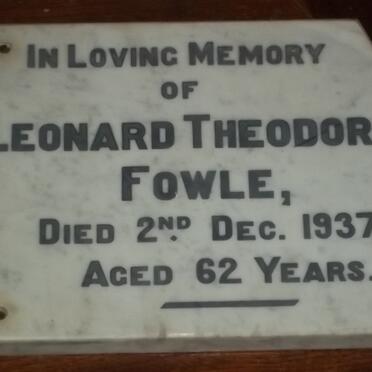 IN LOVING MEMORY
OF
LEONARD THEODOR
FOWLE,
DIED 2ND DEC. 1937
AGED 62 YEARS.